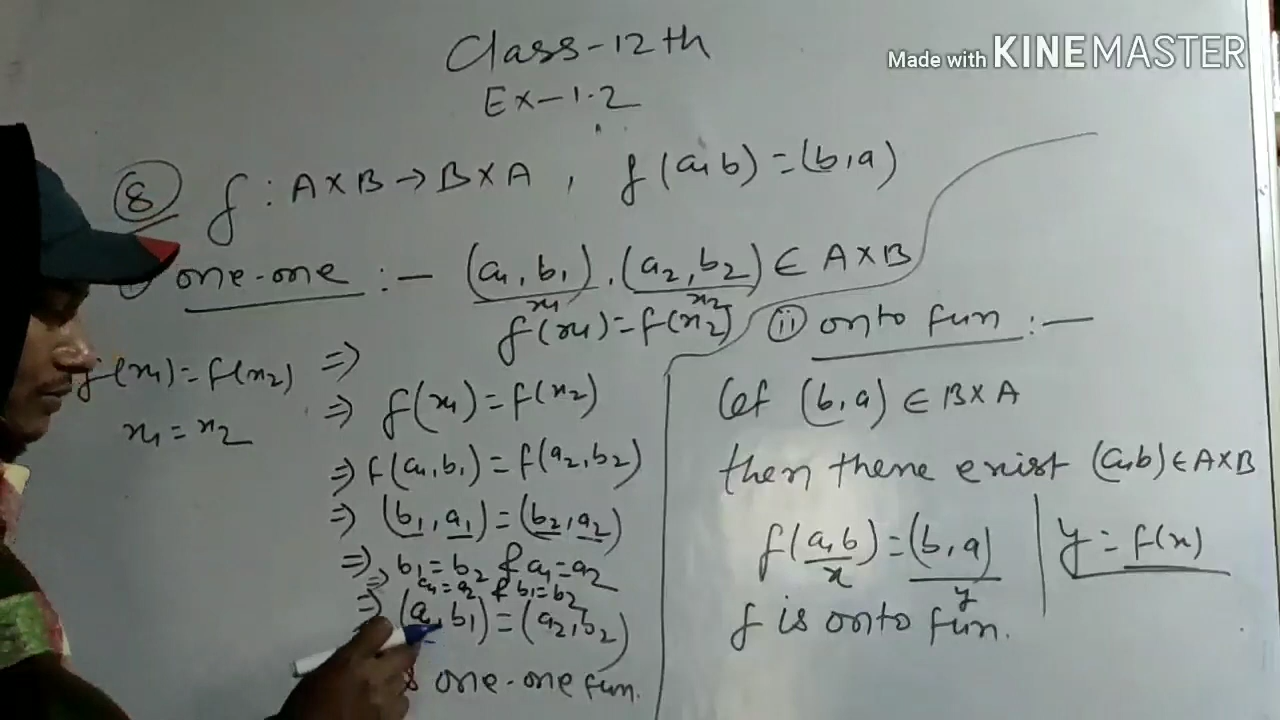 Class-12th
Made with KINEMASTER
Ex-1.2
8 f : A×B→B×A , f(a,b) = (b,a)
one-one :- (a₁,b₁).(a₂,b₂)∈ A×B
x₁ x₂
f(x₁)=f(x₂)
f(x₁)=f(x₂) ⇒
x₁=x₂
⇒ f(x₁)=f(x₂)
⇒ f(a₁,b₁)=f(a₂,b₂)
⇒ (b₁,a₁)=(b₂,a₂)
⇒ b₁=b₂ & a₁=a₂
⇒ a₁=a₂ & b₁=b₂
⇒ (a₁,b₁)=(a₂,b₂)
one-one fun.
(ii) onto fun :-
Let (b,a) ∈ B×A
then there exist (a,b)∈A×B
f(a,b)=(b,a) y=f(x)
x y
f is onto fun.